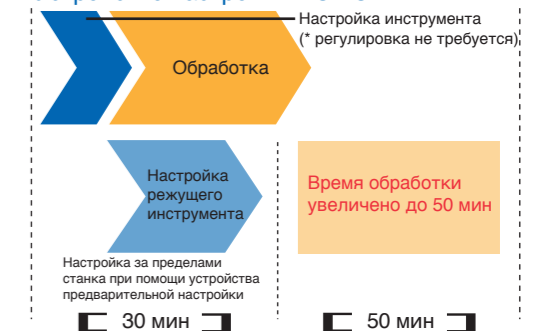 Настройка инструмента
(* регулировка не требуется)
Обработка
Настройка
режущего
инструмента
Время обработки
увеличено до 50 мин
Настройка за пределами
станка при помощи устройства
предварительной настройки
30 мин
50 мин